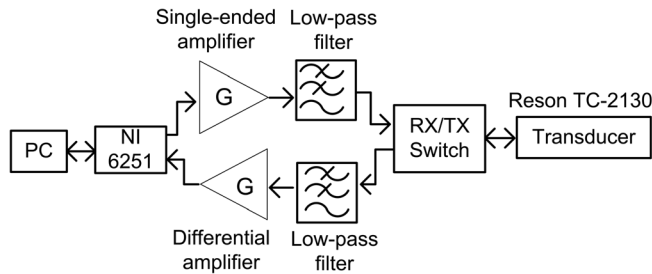 Single-ended
amplifier
Low-pass
filter
G
Reson TC-2130
PC
NI
6251
RX/TX
Switch
Transducer
G
Differential
amplifier
Low-pass
filter